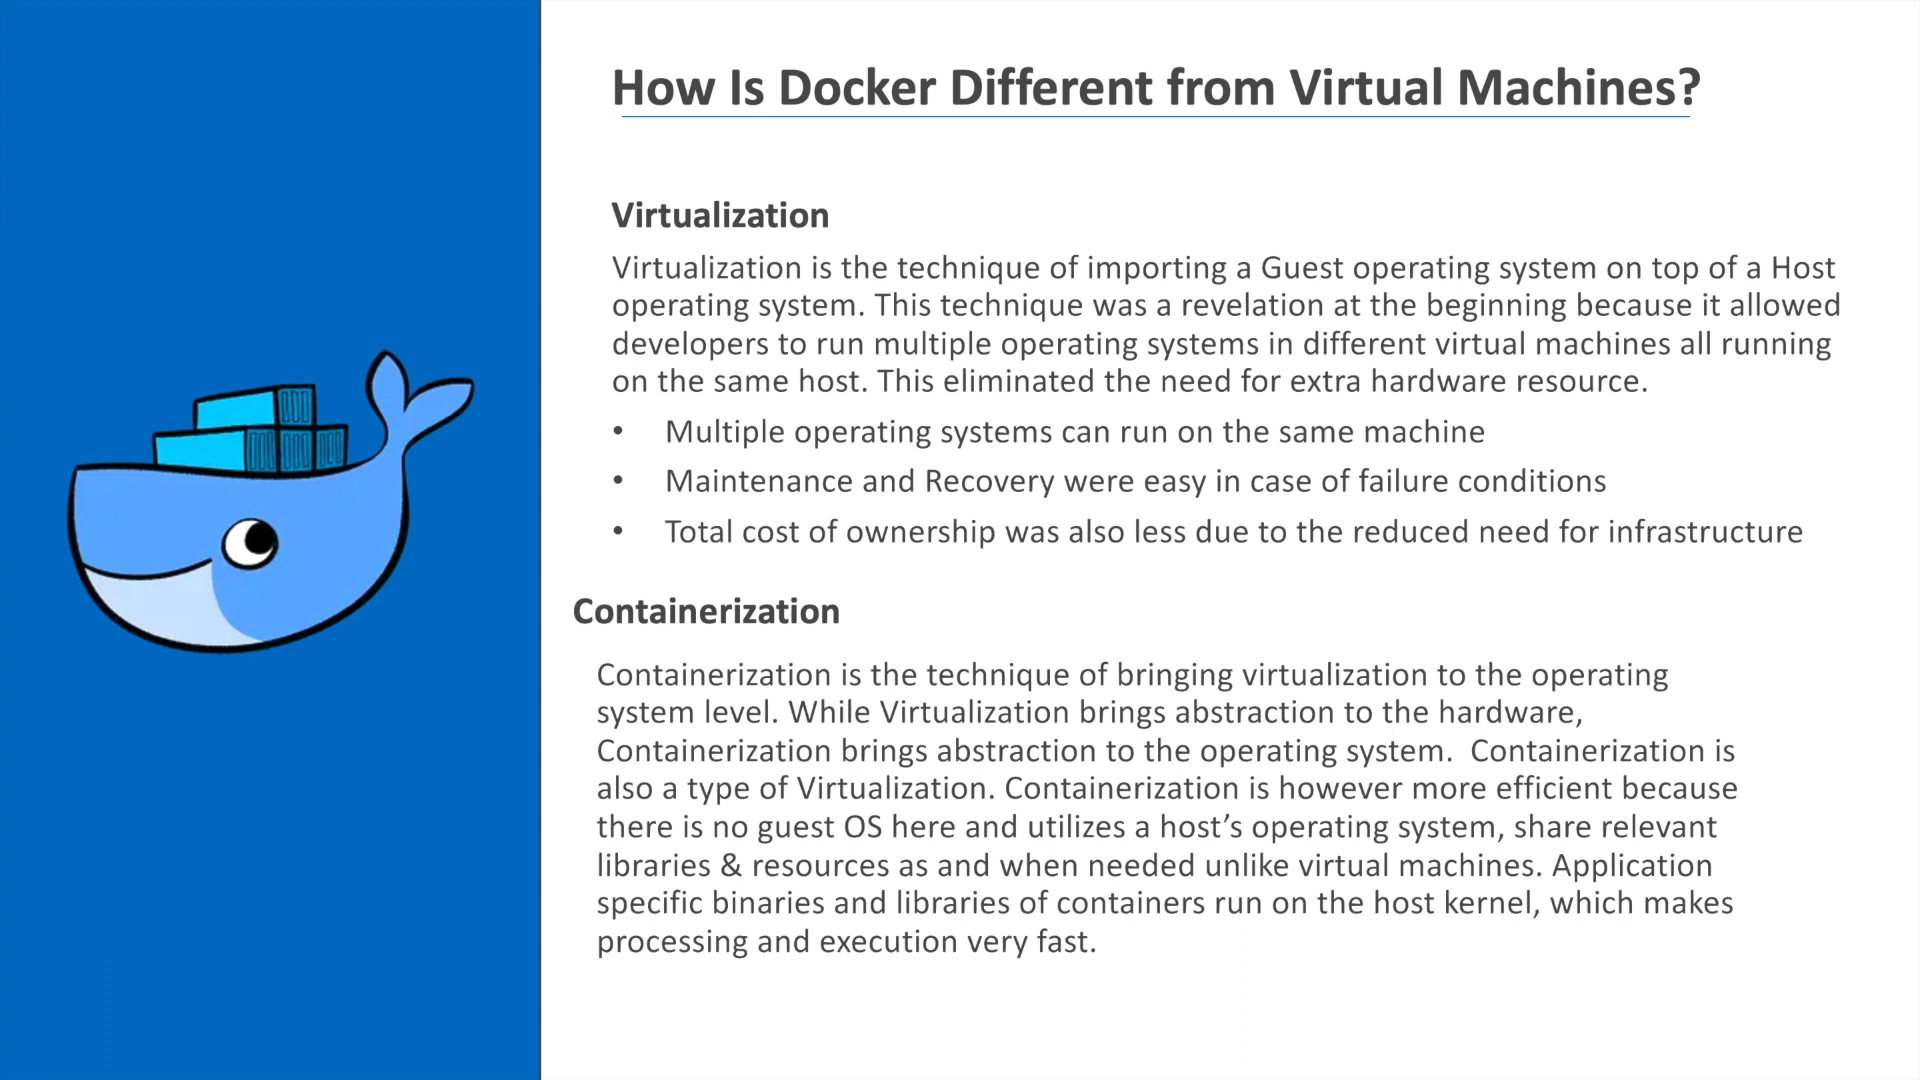 How Is Docker Different from Virtual Machines?
Virtualization
Virtualization is the technique of importing a Guest operating system on top of a Host
operating system. This technique was a revelation at the beginning because it allowed
developers to run multiple operating systems in different virtual machines all running
on the same host. This eliminated the need for extra hardware resource.
• Multiple operating systems can run on the same machine
• Maintenance and Recovery were easy in case of failure conditions
• Total cost of ownership was also less due to the reduced need for infrastructure
Containerization
Containerization is the technique of bringing virtualization to the operating
system level. While Virtualization brings abstraction to the hardware,
Containerization brings abstraction to the operating system.  Containerization is
also a type of Virtualization. Containerization is however more efficient because
there is no guest OS here and utilizes a host’s operating system, share relevant
libraries & resources as and when needed unlike virtual machines. Application
specific binaries and libraries of containers run on the host kernel, which makes
processing and execution very fast.